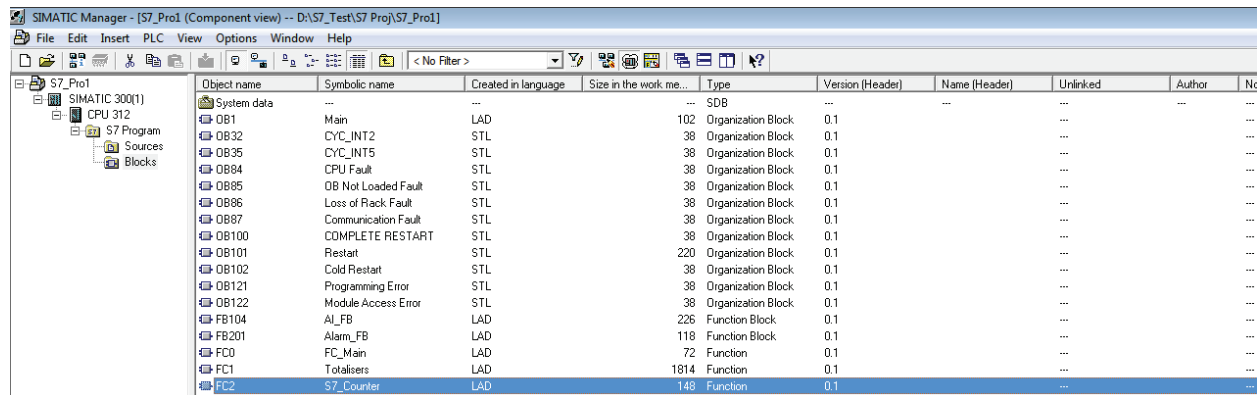 SIMATIC Manager - [S7_Pro1 (Component view) -- D:\S7_Test\S7 Proj\S7_Pro1]
File Edit Insert PLC View Options Window Help
< No Filter >
S7_Pro1
SIMATIC 300(1)
CPU 312
S7 Program
Sources
Blocks
Object name Symbolic name Created in language Size in the work me... Type Version (Header) Name (Header) Unlinked Author No
System data --- --- --- SDB --- --- --- --- ---
OB1 Main LAD 102 Organization Block 0.1 --- ---
OB32 CYC_INT2 STL 38 Organization Block 0.1 --- ---
OB35 CYC_INT5 STL 38 Organization Block 0.1 --- ---
OB84 CPU Fault STL 38 Organization Block 0.1 --- ---
OB85 OB Not Loaded Fault STL 38 Organization Block 0.1 --- ---
OB86 Loss of Rack Fault STL 38 Organization Block 0.1 --- ---
OB87 Communication Fault STL 38 Organization Block 0.1 --- ---
OB100 COMPLETE RESTART STL 38 Organization Block 0.1 --- ---
OB101 Restart STL 220 Organization Block 0.1 --- ---
OB102 Cold Restart STL 38 Organization Block 0.1 --- ---
OB121 Programming Error STL 38 Organization Block 0.1 --- ---
OB122 Module Access Error STL 38 Organization Block 0.1 --- ---
FB104 AI_FB LAD 226 Function Block 0.1 --- ---
FB201 Alarm_FB LAD 118 Function Block 0.1 --- ---
FC0 FC_Main LAD 72 Function 0.1 --- ---
FC1 Totalisers LAD 1814 Function 0.1 --- ---
FC2 S7_Counter LAD 148 Function 0.1 --- ---